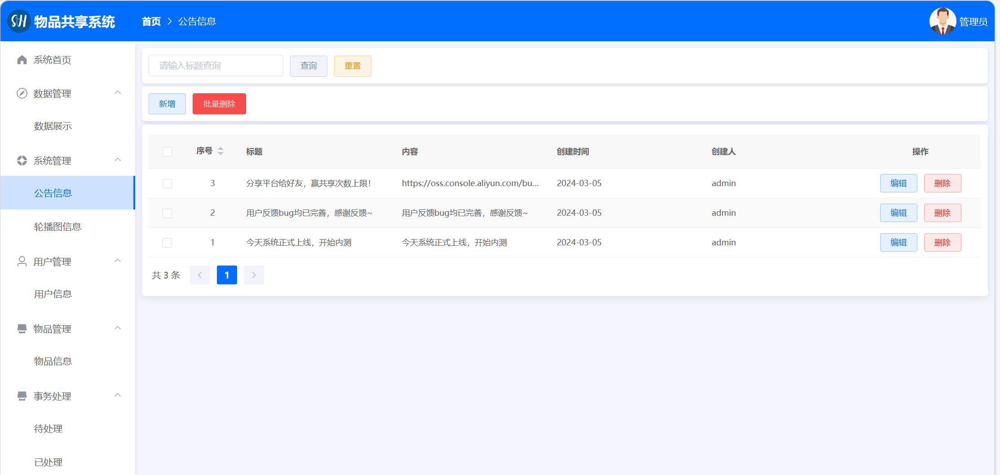 SH 物品共享系统
首页 > 公告信息
管理员
系统首页
数据管理
数据展示
系统管理
公告信息
轮播图信息
用户管理
用户信息
物品管理
物品信息
事务处理
待处理
已处理
请输入标题查询 查询 重置
新增 批量删除
序号 标题 内容 创建时间 创建人 操作
3 分享平台给好友，赢共享次数上限！ https://oss.console.aliyun.com/bu... 2024-03-05 admin 编辑 删除
2 用户反馈bug均已完善，感谢反馈~ 用户反馈bug均已完善，感谢反馈~ 2024-03-05 admin 编辑 删除
1 今天系统正式上线，开始内测 今天系统正式上线，开始内测 2024-03-05 admin 编辑 删除
共 3 条 < 1 >